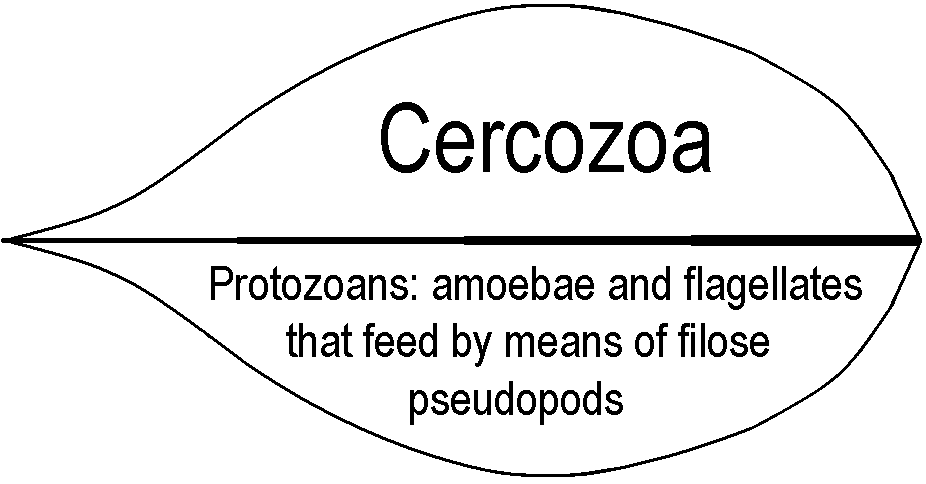 Cercozoa
Protozoans: amoebae and flagellates
that feed by means of filose
pseudopods